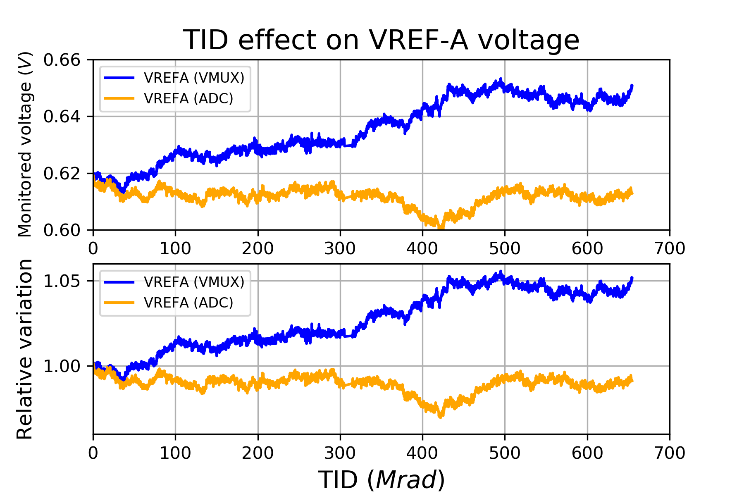 TID effect on VREF-A voltage
Monitored voltage (V)
0.66
0.64
0.62
0.60
VREFA (VMUX)
VREFA (ADC)
0 100 200 300 400 500 600 700
Relative variation
1.05
1.00
VREFA (VMUX)
VREFA (ADC)
0 100 200 300 400 500 600 700
TID (Mrad)